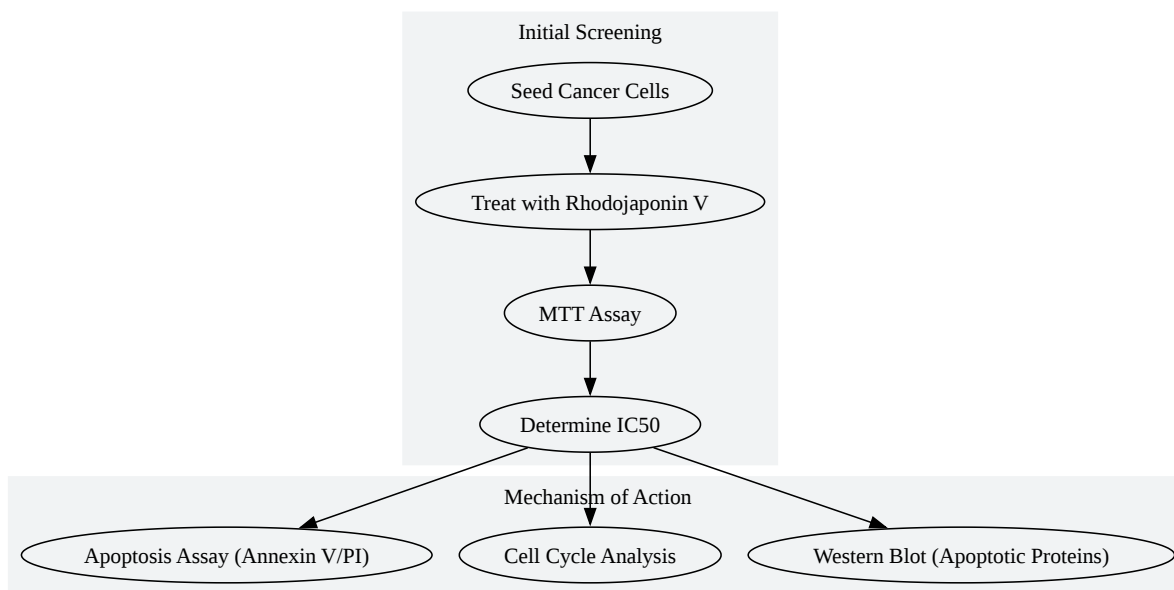 Initial Screening
Seed Cancer Cells
Treat with Rhodojaponin V
MTT Assay
Determine IC50
Mechanism of Action
Apoptosis Assay (Annexin V/PI)
Cell Cycle Analysis
Western Blot (Apoptotic Proteins)